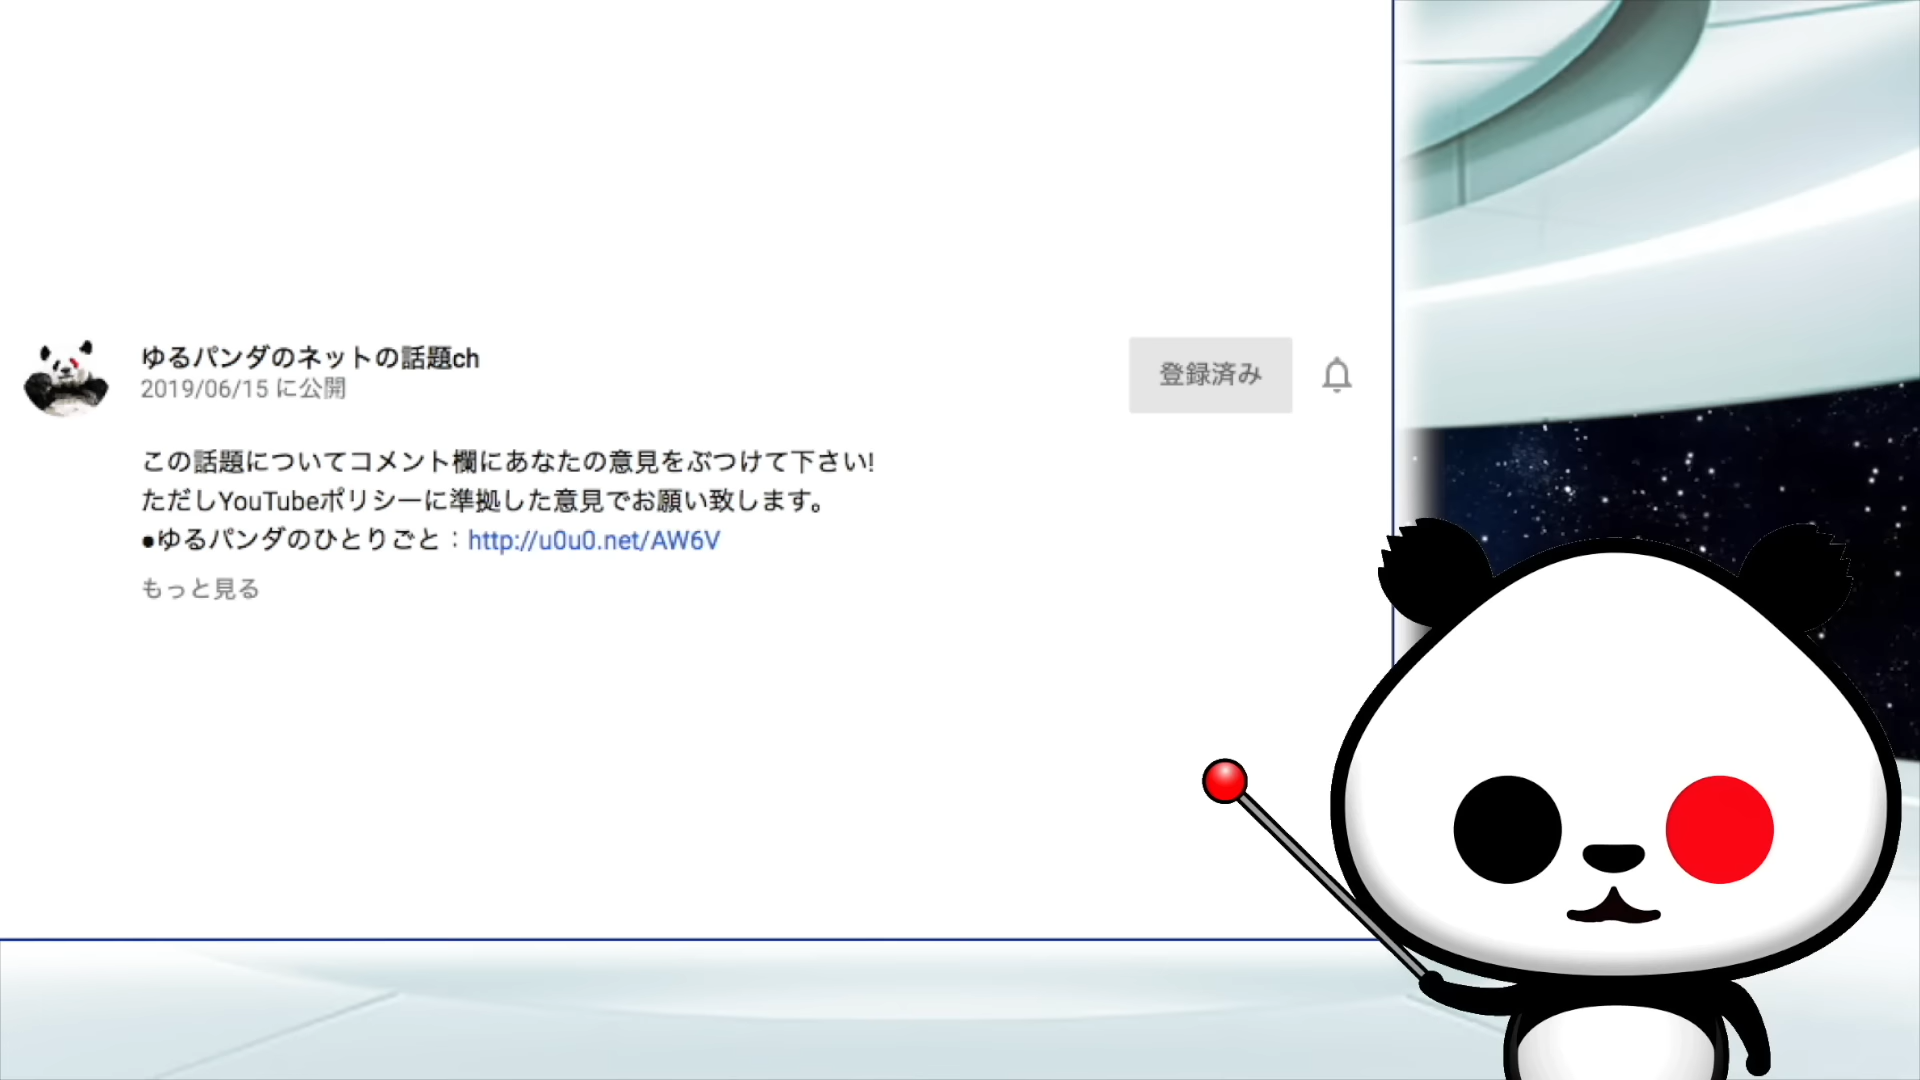 ゆるパンダのネットの話題ch
2019/06/15 に公開
登録済み
この話題についてコメント欄にあなたの意見をぶつけて下さい!
ただしYouTubeポリシーに準拠した意見でお願い致します。
●ゆるパンダのひとりごと：http://u0u0.net/AW6V
もっと見る